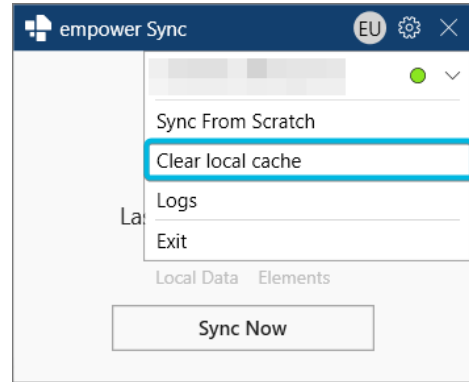 empower Sync EU
Sync From Scratch
Clear local cache
Logs
Exit
Local Data Elements
Sync Now